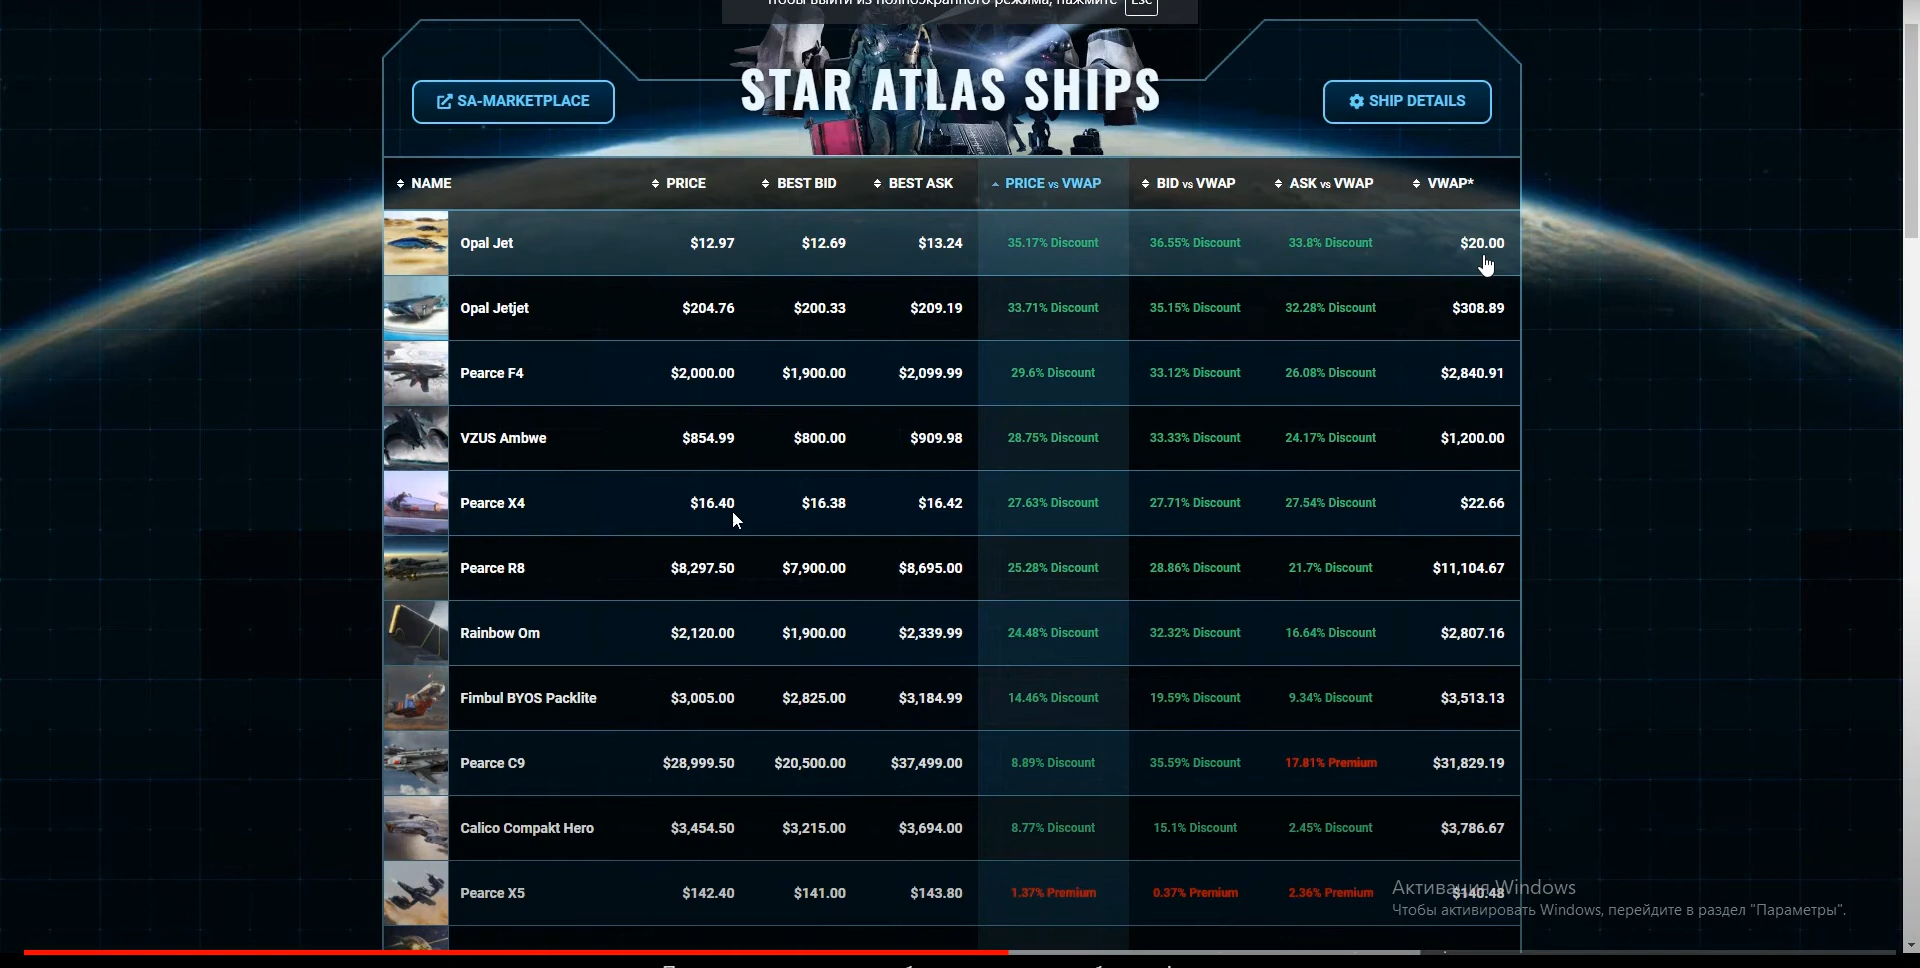 Чтобы выйти из полноэкранного режима, нажмите Esc
STAR ATLAS SHIPS
SA-MARKETPLACE
SHIP DETAILS
NAME PRICE BEST BID BEST ASK PRICE vs VWAP BID vs VWAP ASK vs VWAP VWAP*
Opal Jet $12.97 $12.69 $13.24 35.17% Discount 36.55% Discount 33.8% Discount $20.00
Opal Jetjet $204.76 $200.33 $209.19 33.71% Discount 35.15% Discount 32.28% Discount $308.89
Pearce F4 $2,000.00 $1,900.00 $2,099.99 29.6% Discount 33.12% Discount 26.08% Discount $2,840.91
VZUS Ambwe $854.99 $800.00 $909.98 28.75% Discount 33.33% Discount 24.17% Discount $1,200.00
Pearce X4 $16.40 $16.38 $16.42 27.63% Discount 27.71% Discount 27.54% Discount $22.66
Pearce R8 $8,297.50 $7,900.00 $8,695.00 25.28% Discount 28.86% Discount 21.7% Discount $11,104.67
Rainbow Om $2,120.00 $1,900.00 $2,339.99 24.48% Discount 32.32% Discount 16.64% Discount $2,807.16
Fimbul BYOS Packlite $3,005.00 $2,825.00 $3,184.99 14.46% Discount 19.59% Discount 9.34% Discount $3,513.13
Pearce C9 $28,999.50 $20,500.00 $37,499.00 8.89% Discount 35.59% Discount 17.81% Premium $31,829.19
Calico Compakt Hero $3,454.50 $3,215.00 $3,694.00 8.77% Discount 15.1% Discount 2.45% Discount $3,786.67
Pearce X5 $142.40 $141.00 $143.80 1.37% Premium 0.37% Premium 2.36% Premium $140.48
Активация Windows
Чтобы активировать Windows, перейдите в раздел "Параметры".